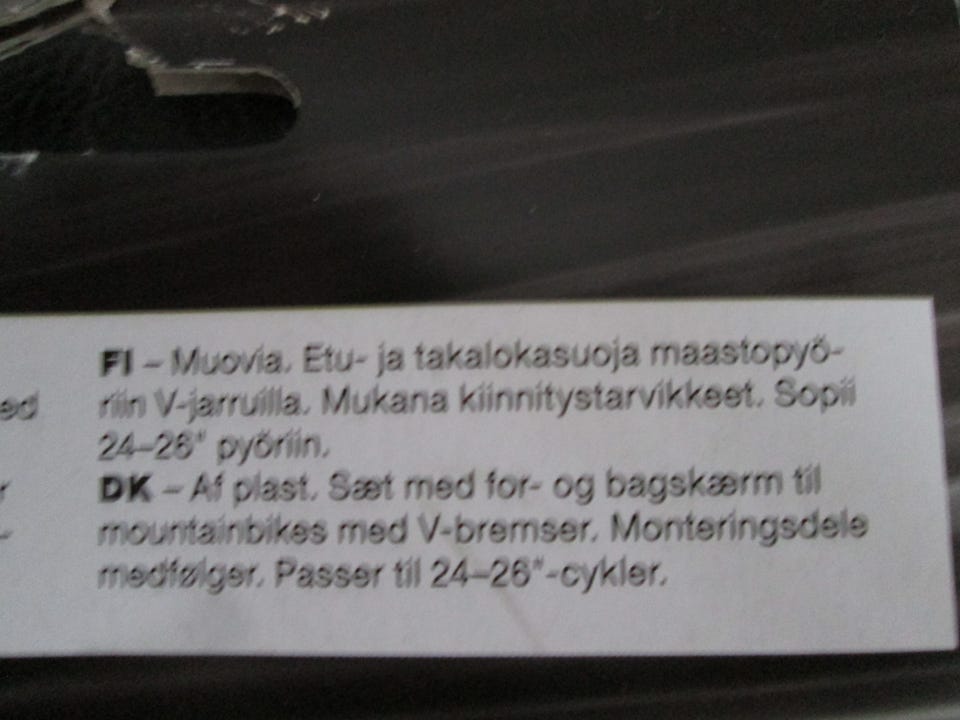 FI – Muovia. Etu- ja takalokasuoja maastopyö-
riin V-jarruilla. Mukana kiinnitystarvikkeet. Sopii
24–26" pyöriin.
DK – Af plast. Sæt med for- og bagskærm til
mountainbikes med V-bremser. Monteringsdele
medfølger. Passer til 24–26"-cykler.